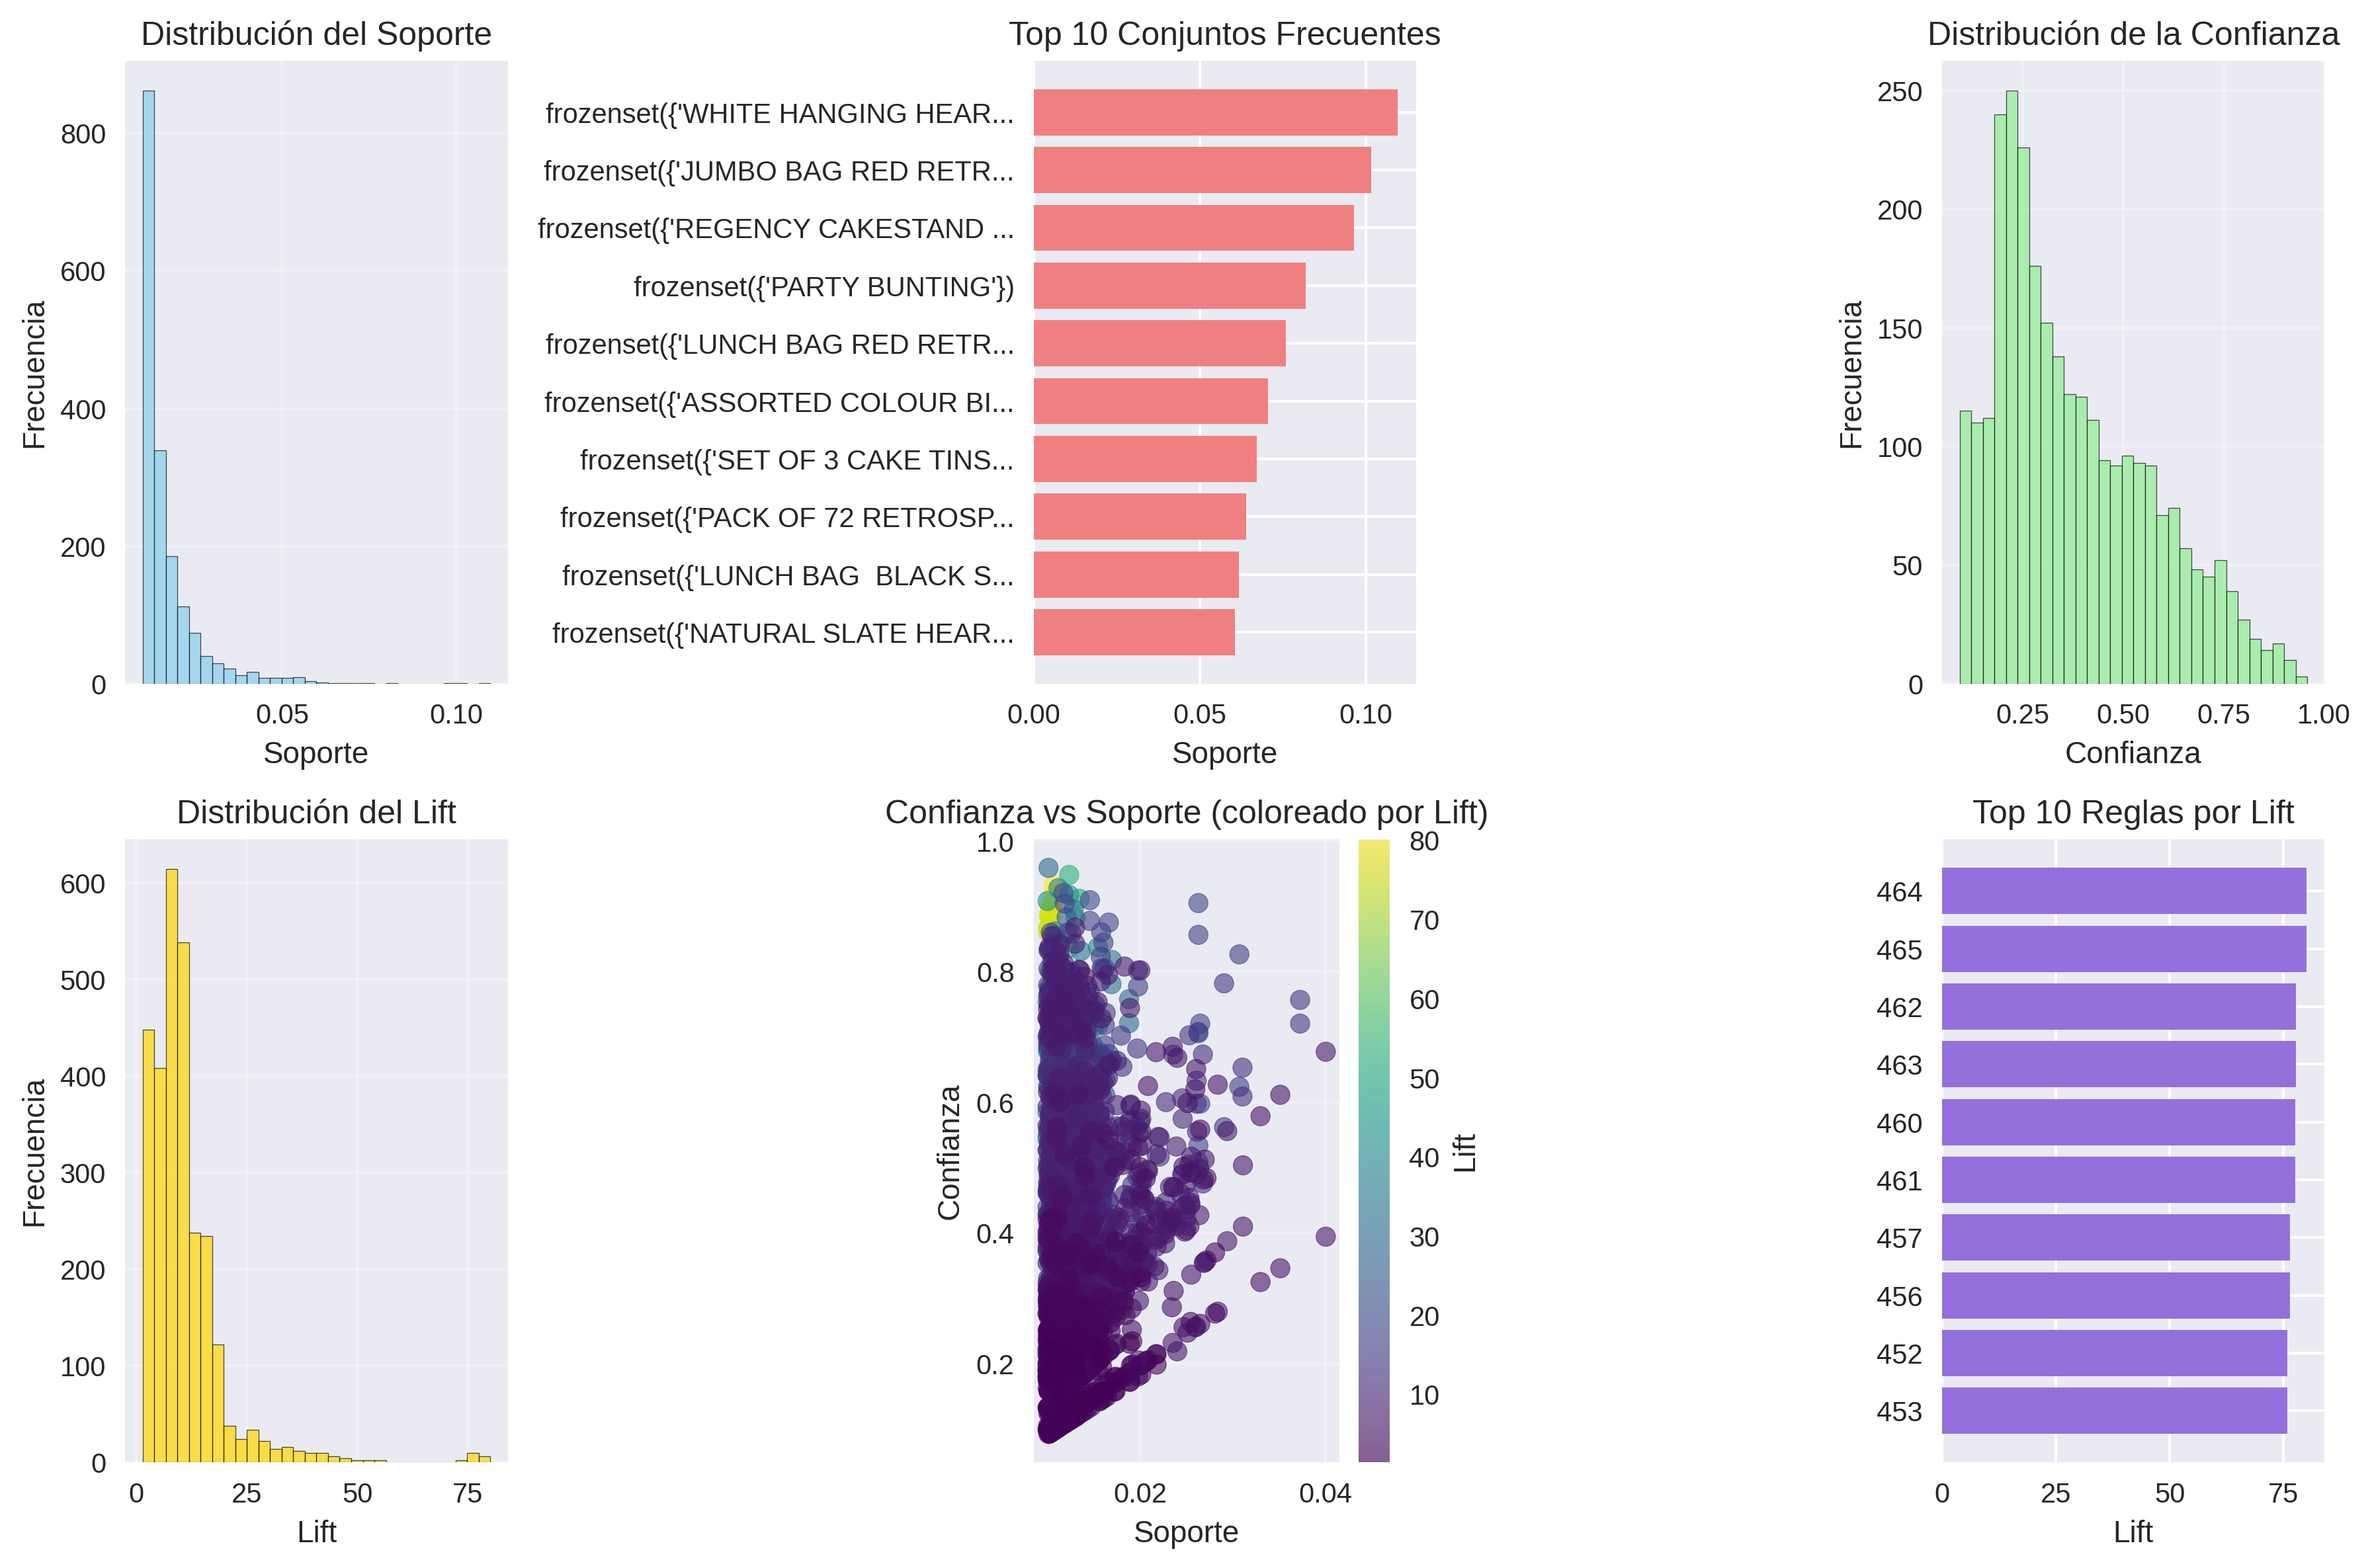 Distribución del Soporte
Frecuencia
800
600
400
200
0
0.05
0.10
Soporte
Top 10 Conjuntos Frecuentes
frozenset({'WHITE HANGING HEAR...
frozenset({'JUMBO BAG RED RETR...
frozenset({'REGENCY CAKESTAND ...
frozenset({'PARTY BUNTING'})
frozenset({'LUNCH BAG RED RETR...
frozenset({'ASSORTED COLOUR BI...
frozenset({'SET OF 3 CAKE TINS...
frozenset({'PACK OF 72 RETROSP...
frozenset({'LUNCH BAG  BLACK S...
frozenset({'NATURAL SLATE HEAR...
0.00
0.05
0.10
Soporte
Distribución de la Confianza
Frecuencia
250
200
150
100
50
0
0.25
0.50
0.75
1.00
Confianza
Distribución del Lift
Frecuencia
600
500
400
300
200
100
0
0
25
50
75
Lift
Confianza vs Soporte (coloreado por Lift)
Confianza
1.0
0.8
0.6
0.4
0.2
0.02
0.04
Soporte
80
70
60
50
40
30
20
10
Lift
Top 10 Reglas por Lift
464
465
462
463
460
461
457
456
452
453
0
25
50
75
Lift